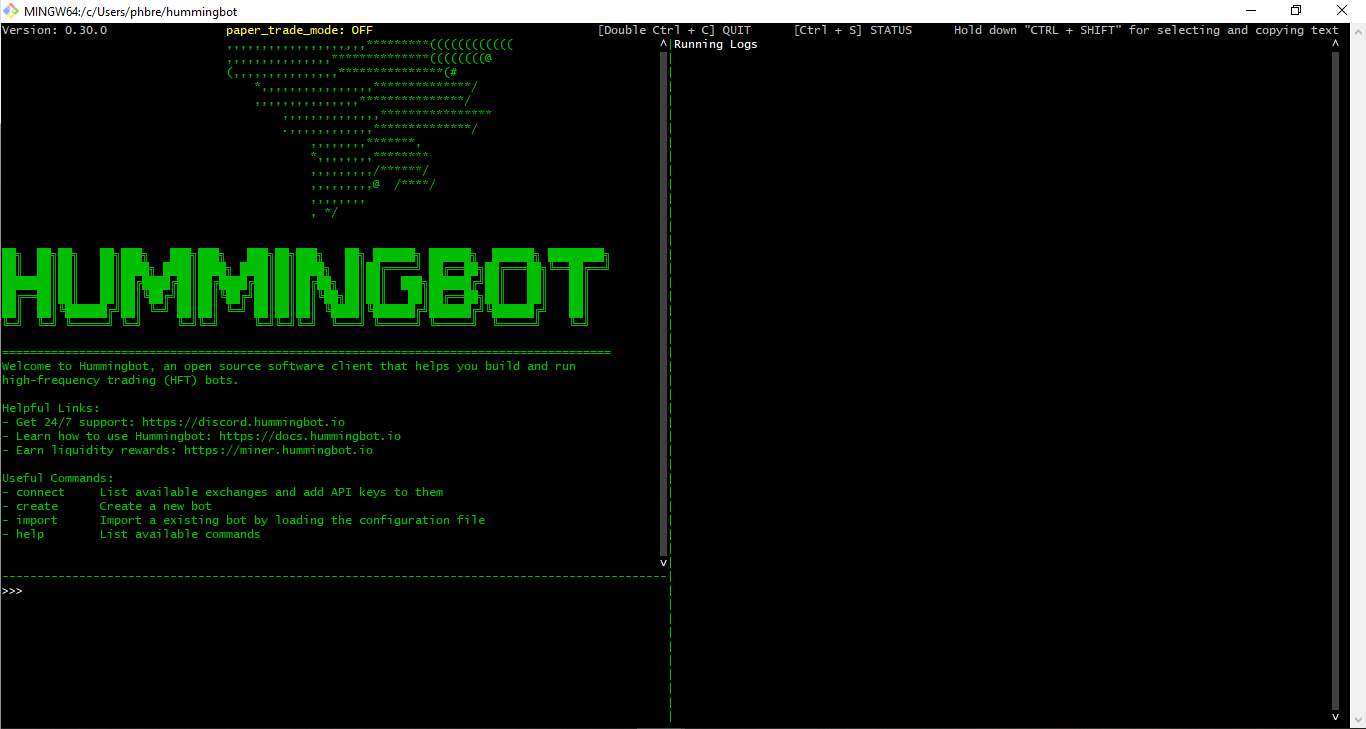 MINGW64:/c/Users/phbre/hummingbot
Version: 0.30.0 paper_trade_mode: OFF [Double Ctrl + C] QUIT [Ctrl + S] STATUS Hold down "CTRL + SHIFT" for selecting and copying text
Running Logs
HUMMINGBOT
Welcome to Hummingbot, an open source software client that helps you build and run
high-frequency trading (HFT) bots.
Helpful Links:
- Get 24/7 support: https://discord.hummingbot.io
- Learn how to use Hummingbot: https://docs.hummingbot.io
- Earn liquidity rewards: https://miner.hummingbot.io
Useful Commands:
- connect List available exchanges and add API keys to them
- create Create a new bot
- import Import a existing bot by loading the configuration file
- help List available commands
>>>